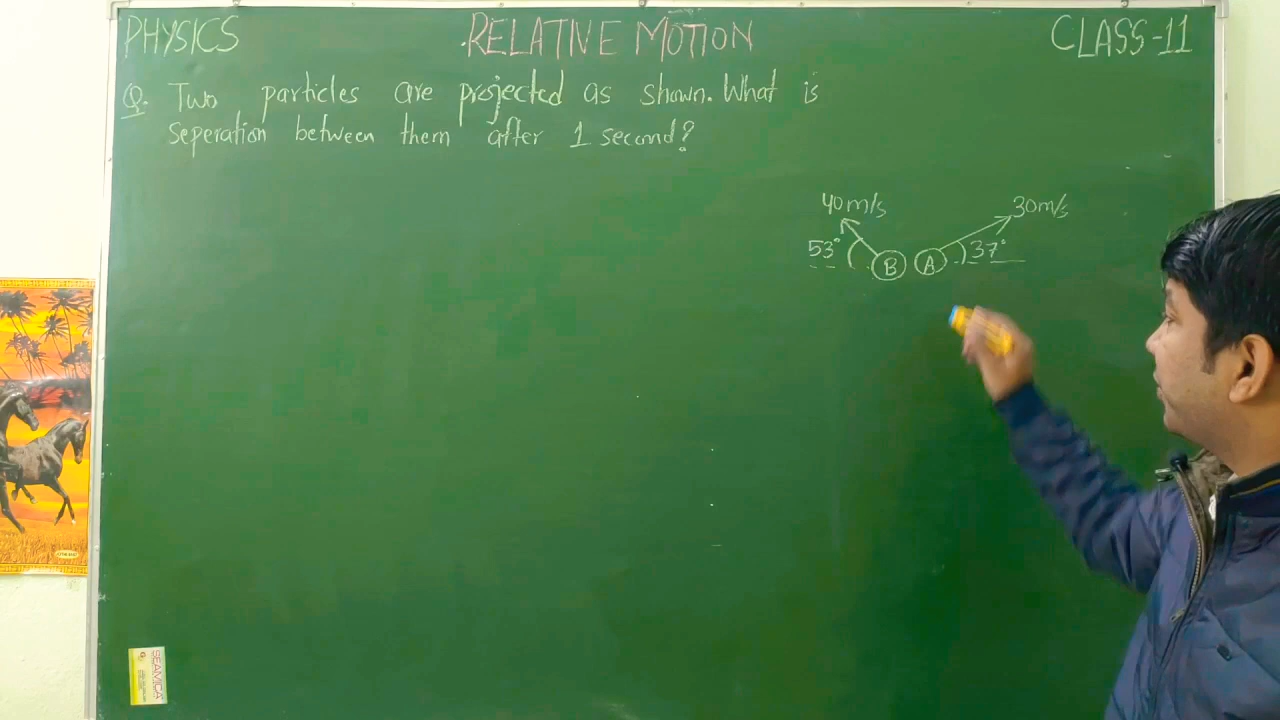 PHYSICS
RELATIVE MOTION
CLASS-11
Q. Two particles are projected as shown. What is
seperation between them after 1 second?
40m/s
30m/s
53°
B
A
37°
SEAMICA